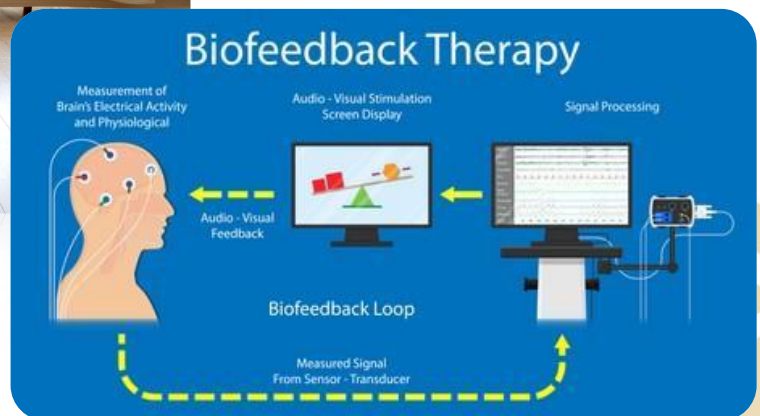 Biofeedback Therapy
Measurement of
Brain's Electrical Activity
and Physiological
Audio - Visual Stimulation
Screen Display
Signal Processing
Audio - Visual
Feedback
Biofeedback Loop
Measured Signal
From Sensor - Transducer